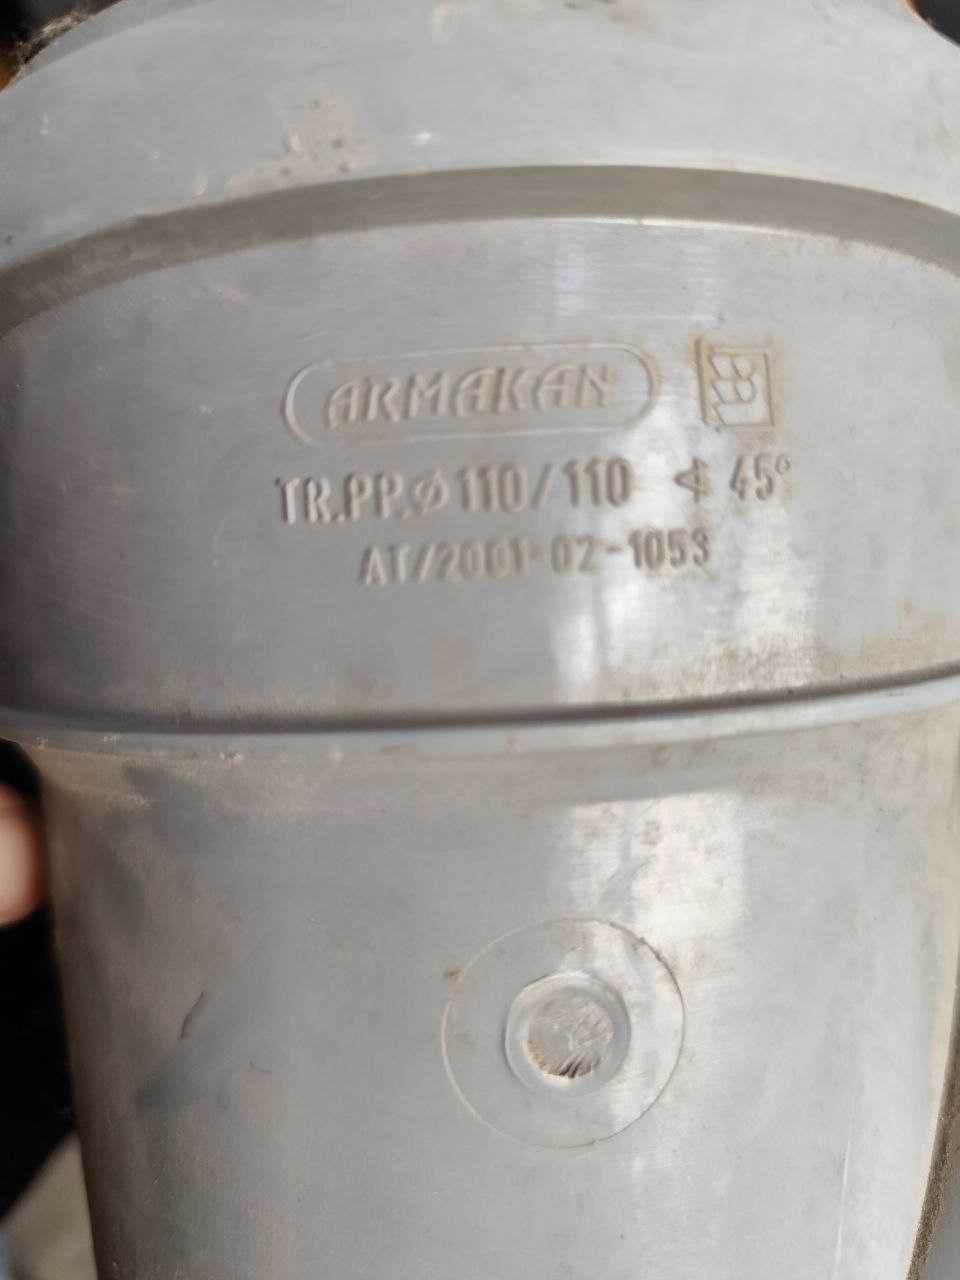 ARMAKAN
TR.PP.⌀110/110 ∢ 45°
AT/2001-02-1053